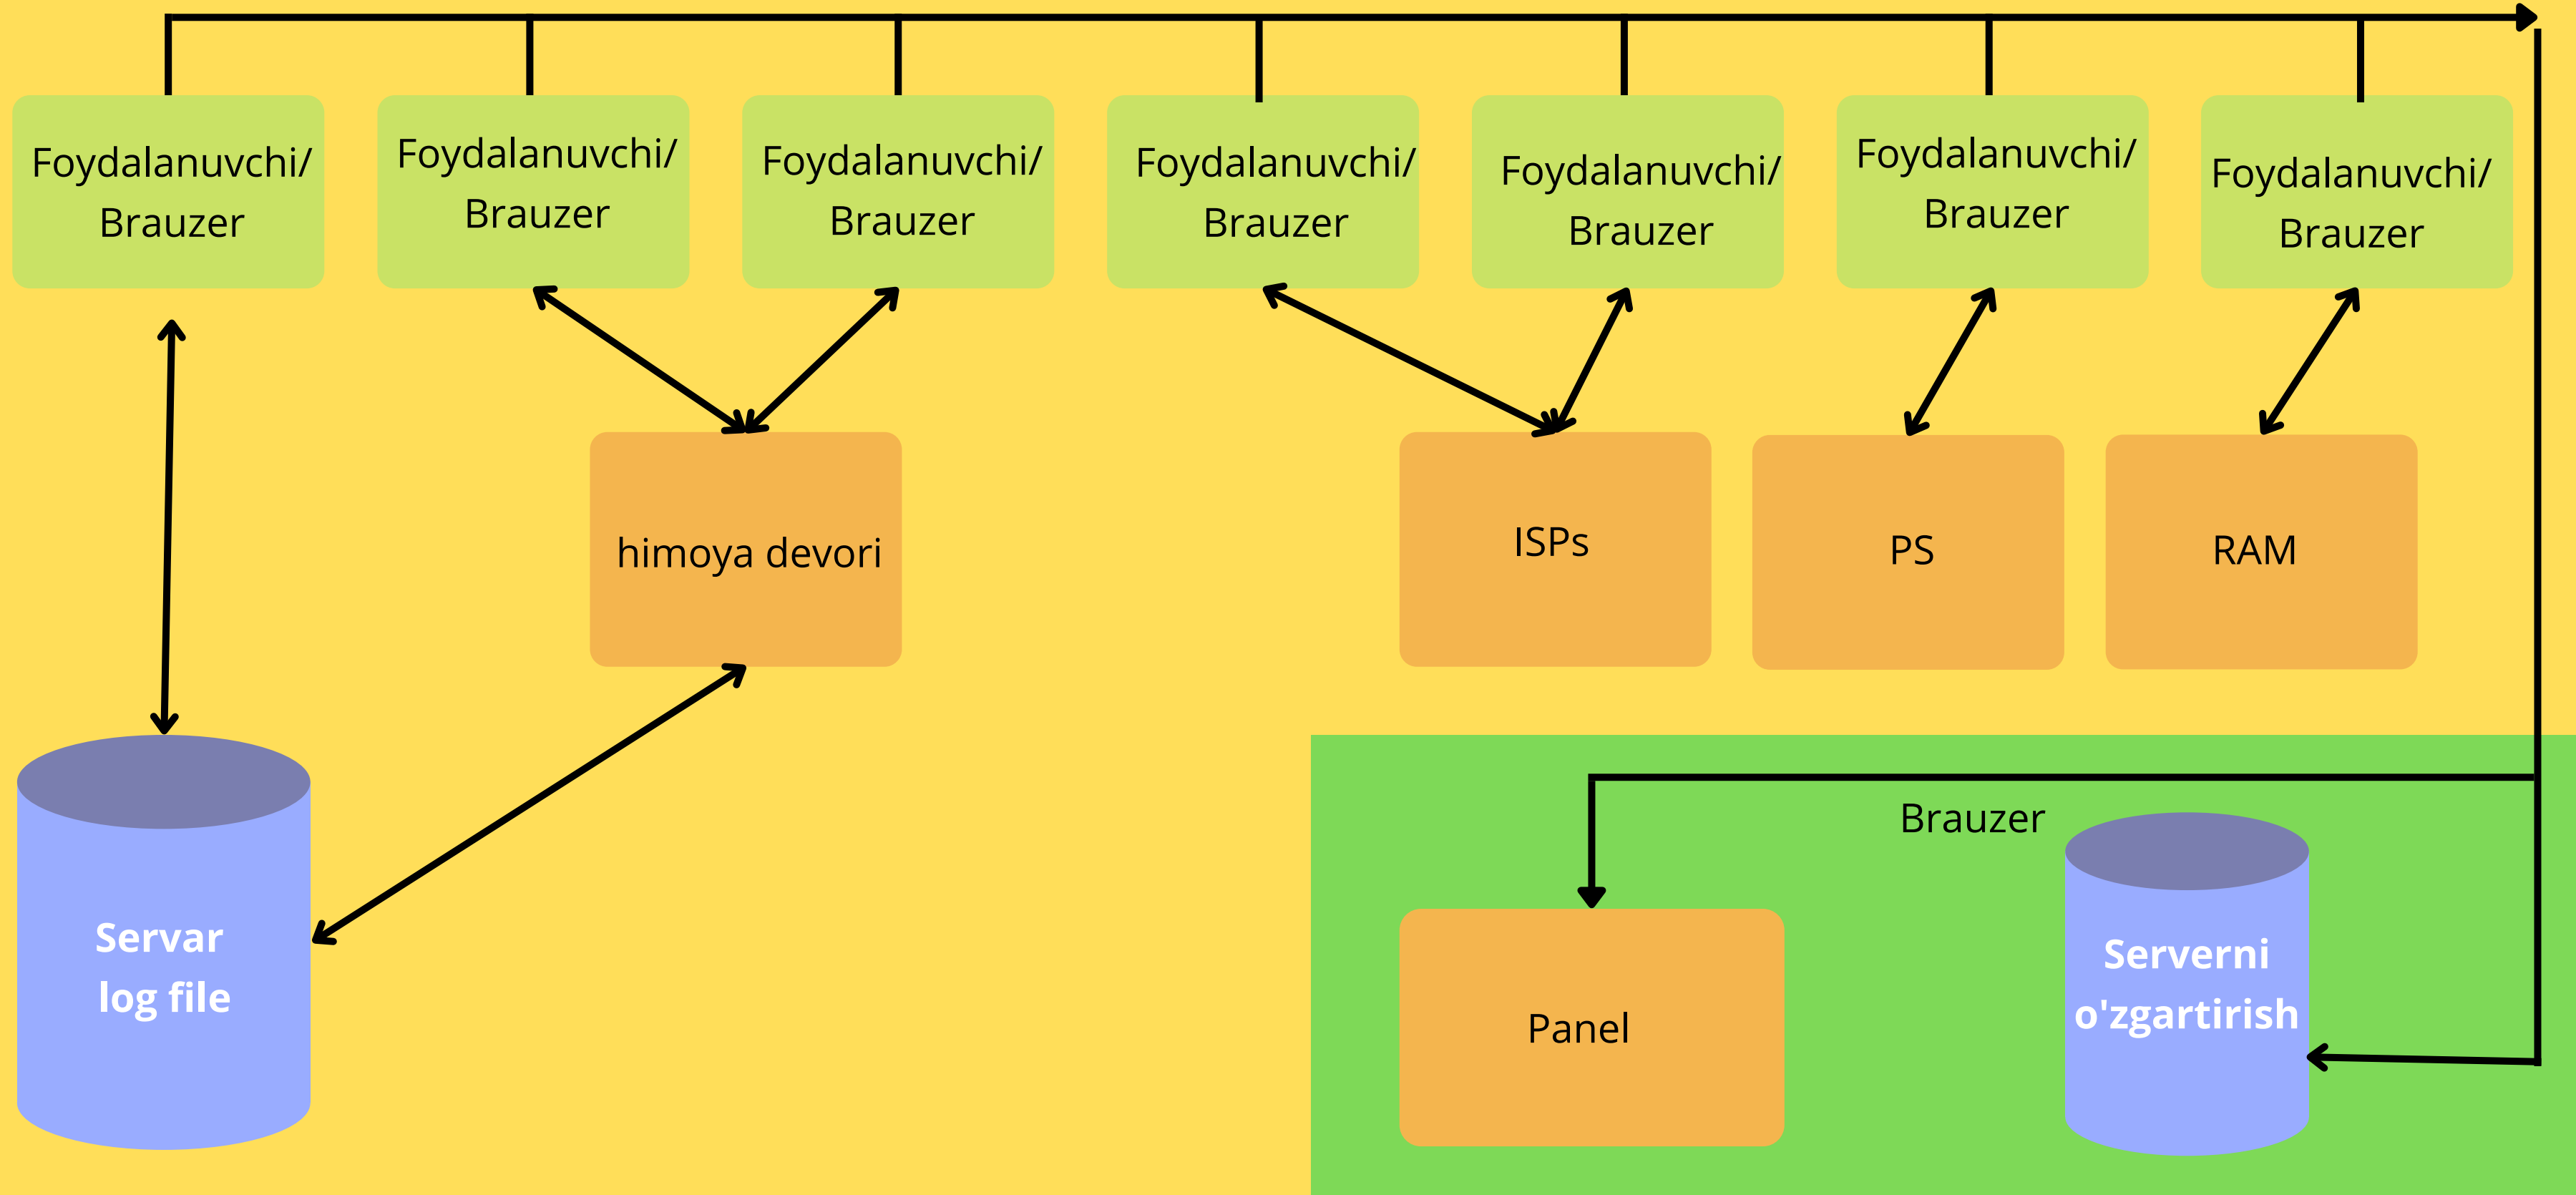 Foydalanuvchi/
Brauzer
Foydalanuvchi/
Brauzer
Foydalanuvchi/
Brauzer
Foydalanuvchi/
Brauzer
Foydalanuvchi/
Brauzer
Foydalanuvchi/
Brauzer
Foydalanuvchi/
Brauzer
himoya devori
ISPs
PS
RAM
Servar
log file
Brauzer
Panel
Serverni
o'zgartirish